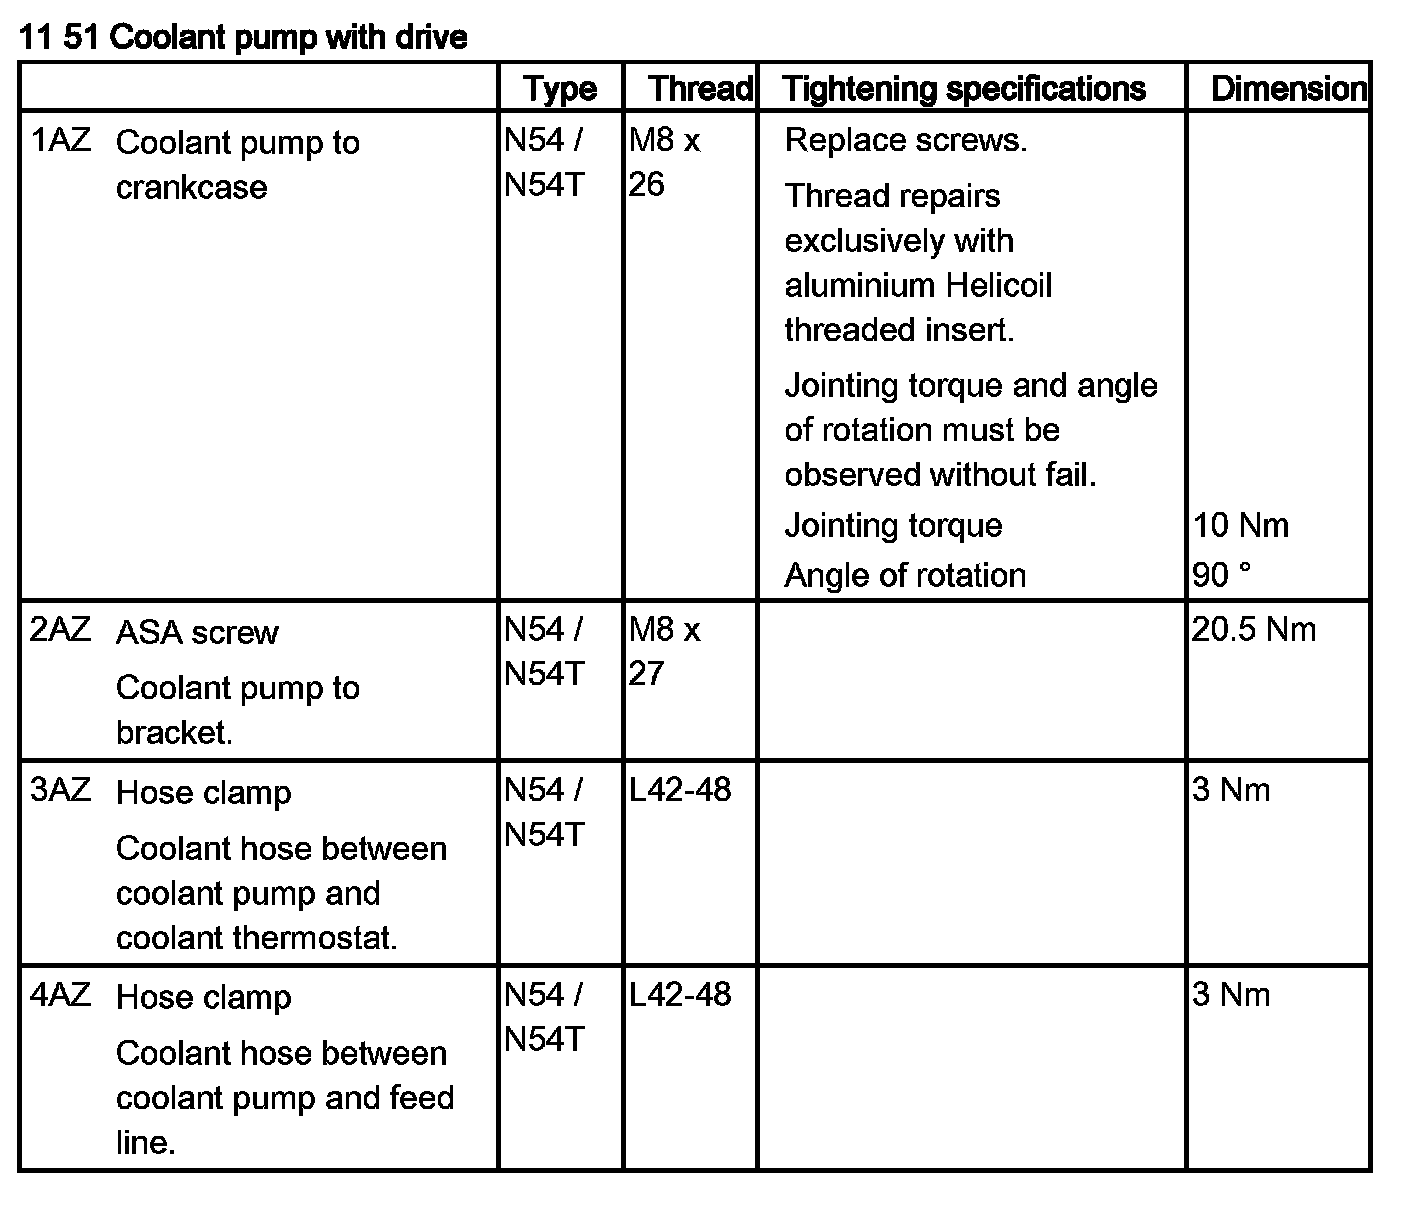 11 51 Coolant pump with drive
Type Thread Tightening specifications Dimension
1AZ Coolant pump to
crankcase
N54 /
N54T
M8 x
26
Replace screws.
Thread repairs
exclusively with
aluminium Helicoil
threaded insert.
Jointing torque and angle
of rotation must be
observed without fail.
Jointing torque 10 Nm
Angle of rotation 90 °
2AZ ASA screw
Coolant pump to
bracket.
N54 /
N54T
M8 x
27
20.5 Nm
3AZ Hose clamp
Coolant hose between
coolant pump and
coolant thermostat.
N54 /
N54T
L42-48
3 Nm
4AZ Hose clamp
Coolant hose between
coolant pump and feed
line.
N54 /
N54T
L42-48
3 Nm